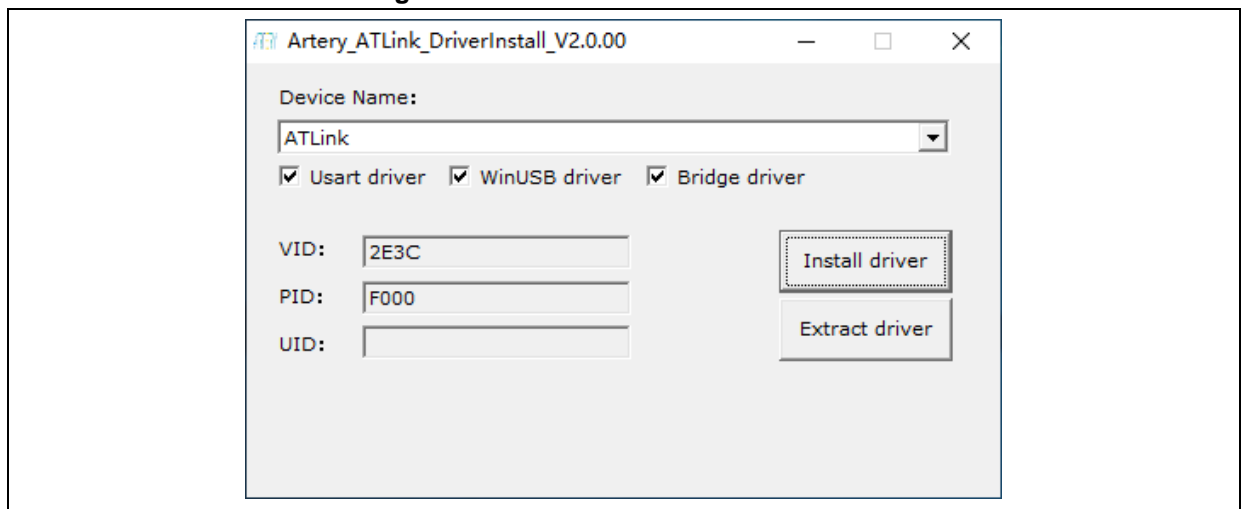 Artery_ATLink_DriverInstall_V2.0.00
Device Name:
ATLink
Usart driver WinUSB driver Bridge driver
VID: 2E3C
Install driver
PID: F000
Extract driver
UID: